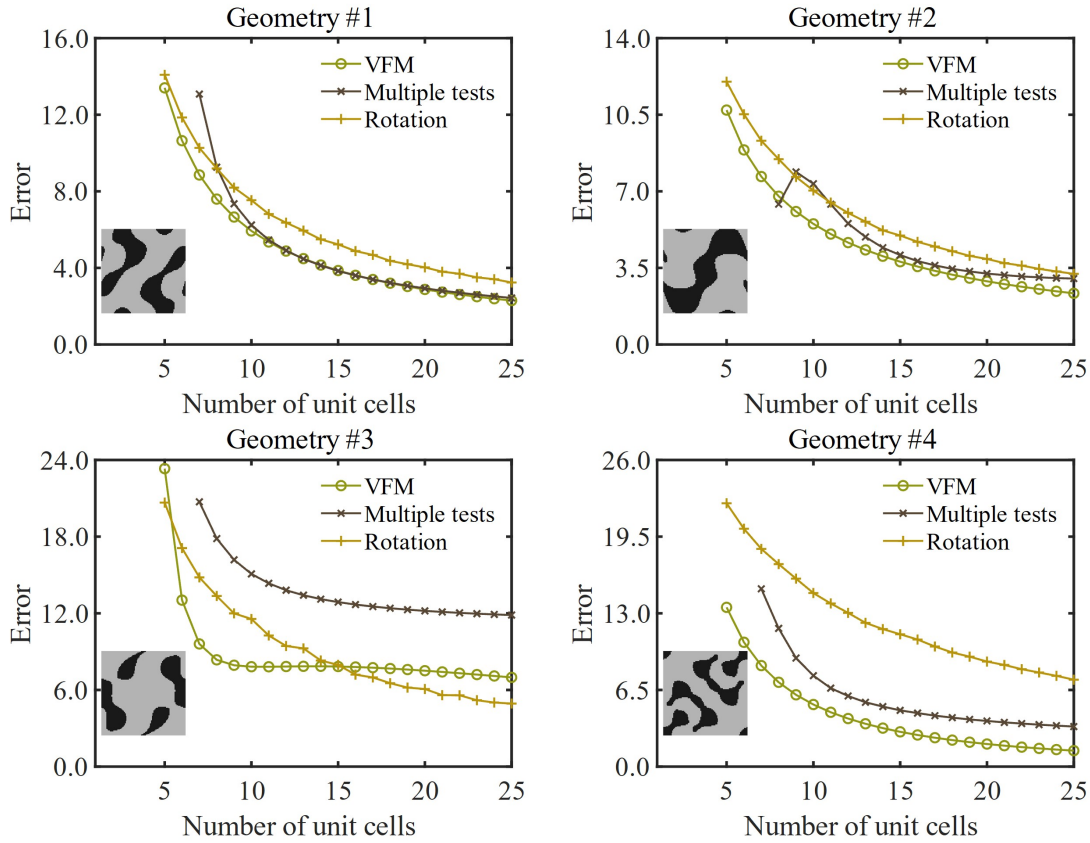 Geometry #1
16.0
12.0
8.0
4.0
0.0
Error
VFM
Multiple tests
Rotation
5 10 15 20 25
Number of unit cells
Geometry #2
14.0
10.5
7.0
3.5
0.0
Error
VFM
Multiple tests
Rotation
5 10 15 20 25
Number of unit cells
Geometry #3
24.0
18.0
12.0
6.0
0.0
Error
VFM
Multiple tests
Rotation
5 10 15 20 25
Number of unit cells
Geometry #4
26.0
19.5
13.0
6.5
0.0
Error
VFM
Multiple tests
Rotation
5 10 15 20 25
Number of unit cells